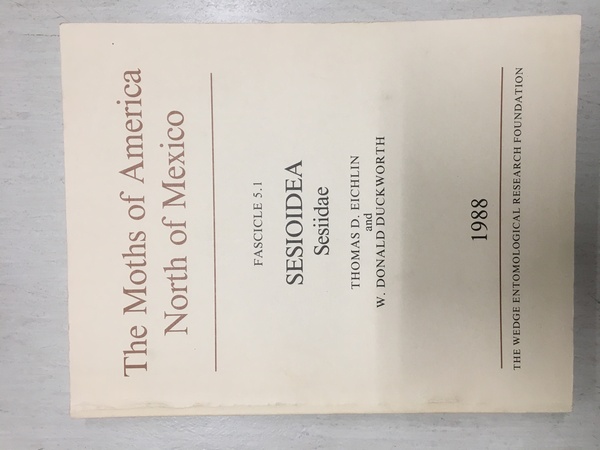 The Moths of America
North of Mexico
FASCICLE 5.1
SESIOIDEA
Sesiidae
THOMAS D. EICHLIN
and
W. DONALD DUCKWORTH
1988
THE WEDGE ENTOMOLOGICAL RESEARCH FOUNDATION